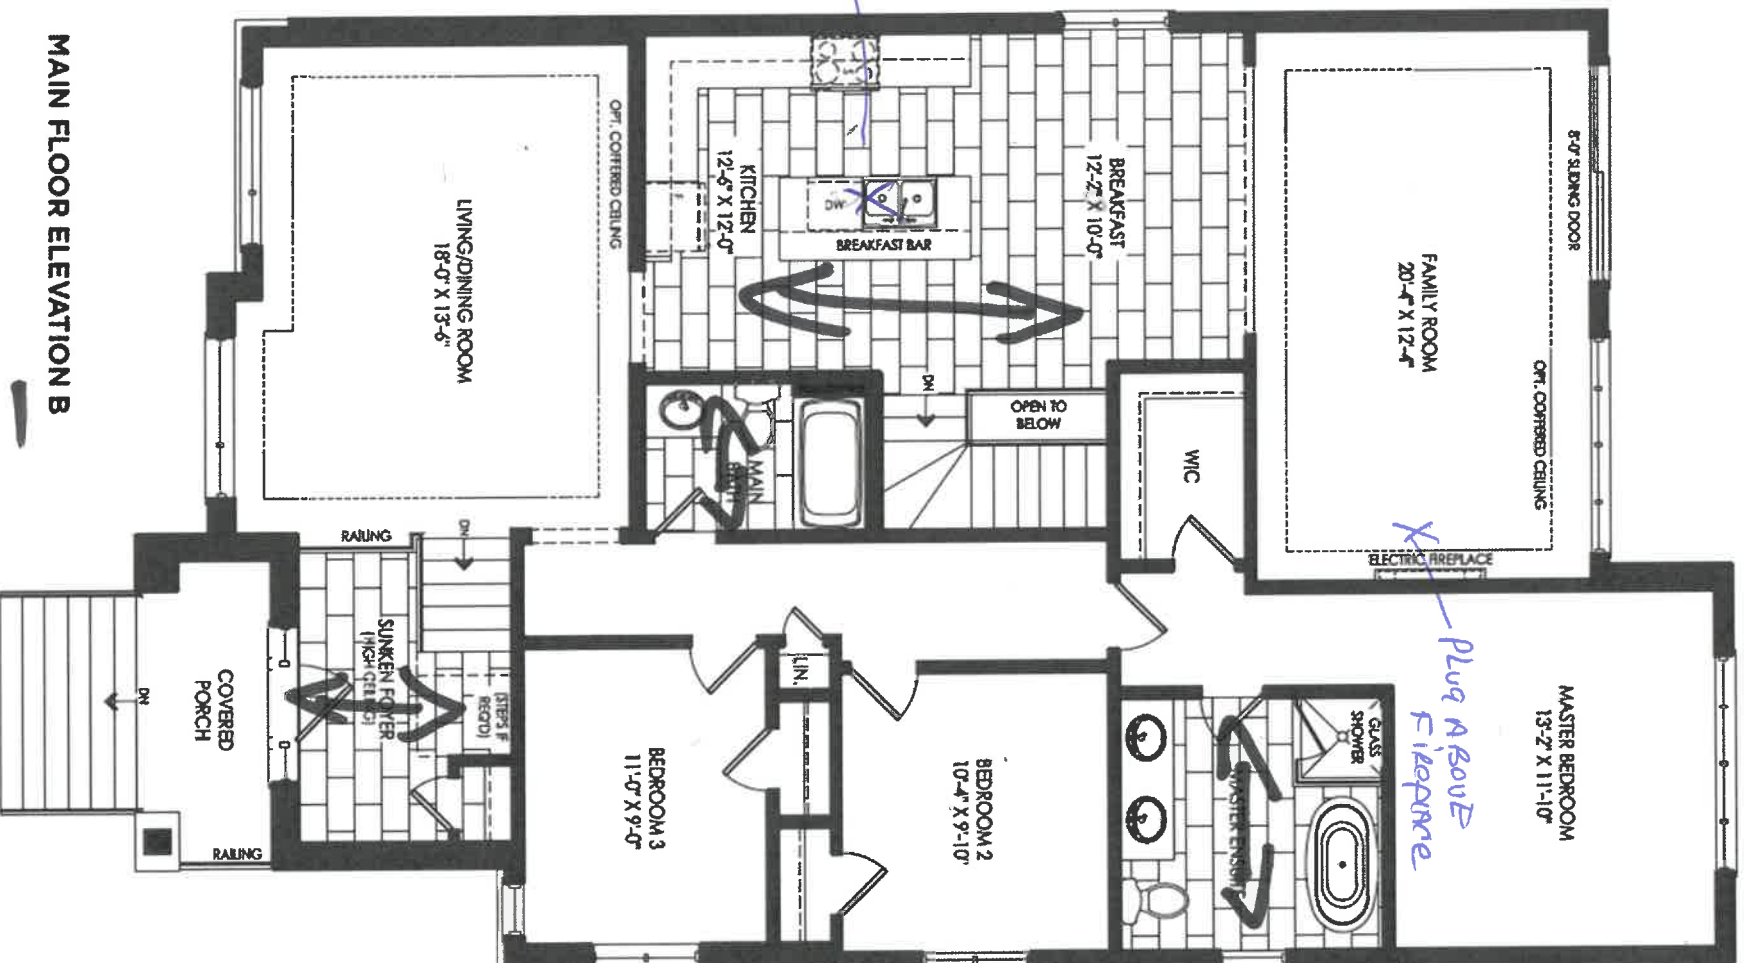 MAIN FLOOR ELEVATION B
8'-0" SLIDING DOOR
FAMILY ROOM
20'-4" X 12'-4"
OPT. COFFERED CEILING
ELECTRIC FIREPLACE
PLUG ABOVE
FIREPLACE
MASTER BEDROOM
13'-2" X 11'-10"
BREAKFAST
12'-2" X 10'-0"
WIC
GLASS
SHOWER
MASTER ENSUITE
OPEN TO
BELOW
DN
BREAKFAST BAR
DW
KITCHEN
12'-6" X 12'-0"
F
MAIN
BATH
BEDROOM 2
10'-4" X 9'-10"
LIN.
BEDROOM 3
11'-0" X 9'-0"
OPT. COFFERED CEILING
LIVING/DINING ROOM
18'-0" X 13'-6"
DN
RAILING
(STEPS IF
REQ'D)
SUNKEN FOYER
(HIGH CEILING)
COVERED
PORCH
DN
RAILING